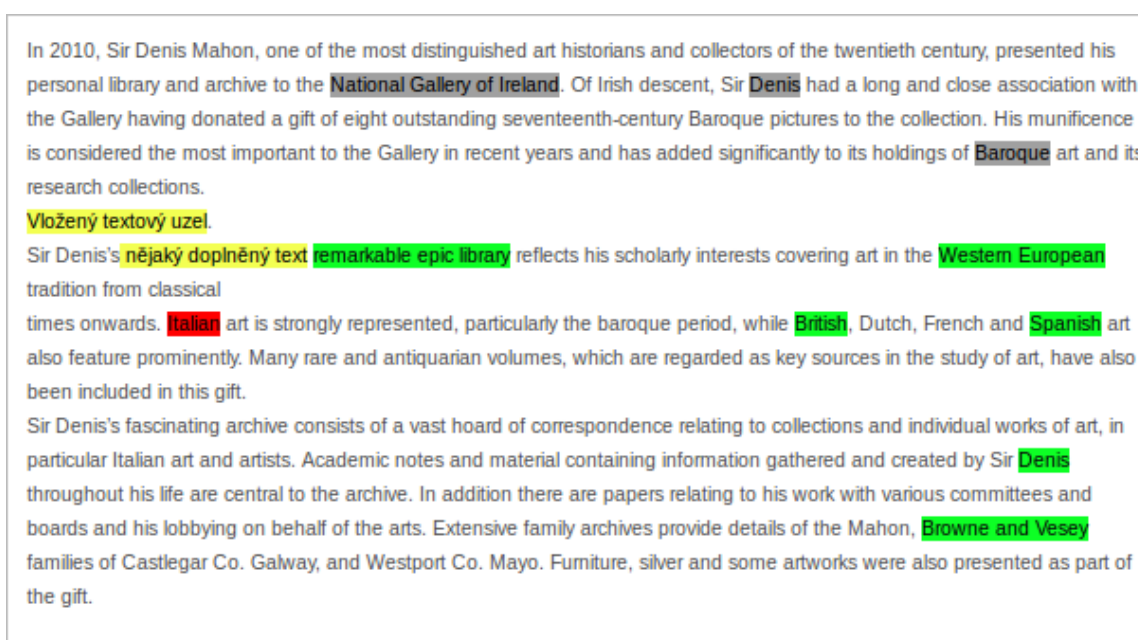 In 2010, Sir Denis Mahon, one of the most distinguished art historians and collectors of the twentieth century, presented his
personal library and archive to the National Gallery of Ireland. Of Irish descent, Sir Denis had a long and close association with
the Gallery having donated a gift of eight outstanding seventeenth-century Baroque pictures to the collection. His munificence
is considered the most important to the Gallery in recent years and has added significantly to its holdings of Baroque art and its
research collections.
Vložený textový uzel.
Sir Denis's nějaký doplněný text remarkable epic library reflects his scholarly interests covering art in the Western European
tradition from classical
times onwards. Italian art is strongly represented, particularly the baroque period, while British, Dutch, French and Spanish art
also feature prominently. Many rare and antiquarian volumes, which are regarded as key sources in the study of art, have also
been included in this gift.
Sir Denis's fascinating archive consists of a vast hoard of correspondence relating to collections and individual works of art, in
particular Italian art and artists. Academic notes and material containing information gathered and created by Sir Denis
throughout his life are central to the archive. In addition there are papers relating to his work with various committees and
boards and his lobbying on behalf of the arts. Extensive family archives provide details of the Mahon, Browne and Vesey
families of Castlegar Co. Galway, and Westport Co. Mayo. Furniture, silver and some artworks were also presented as part of
the gift.